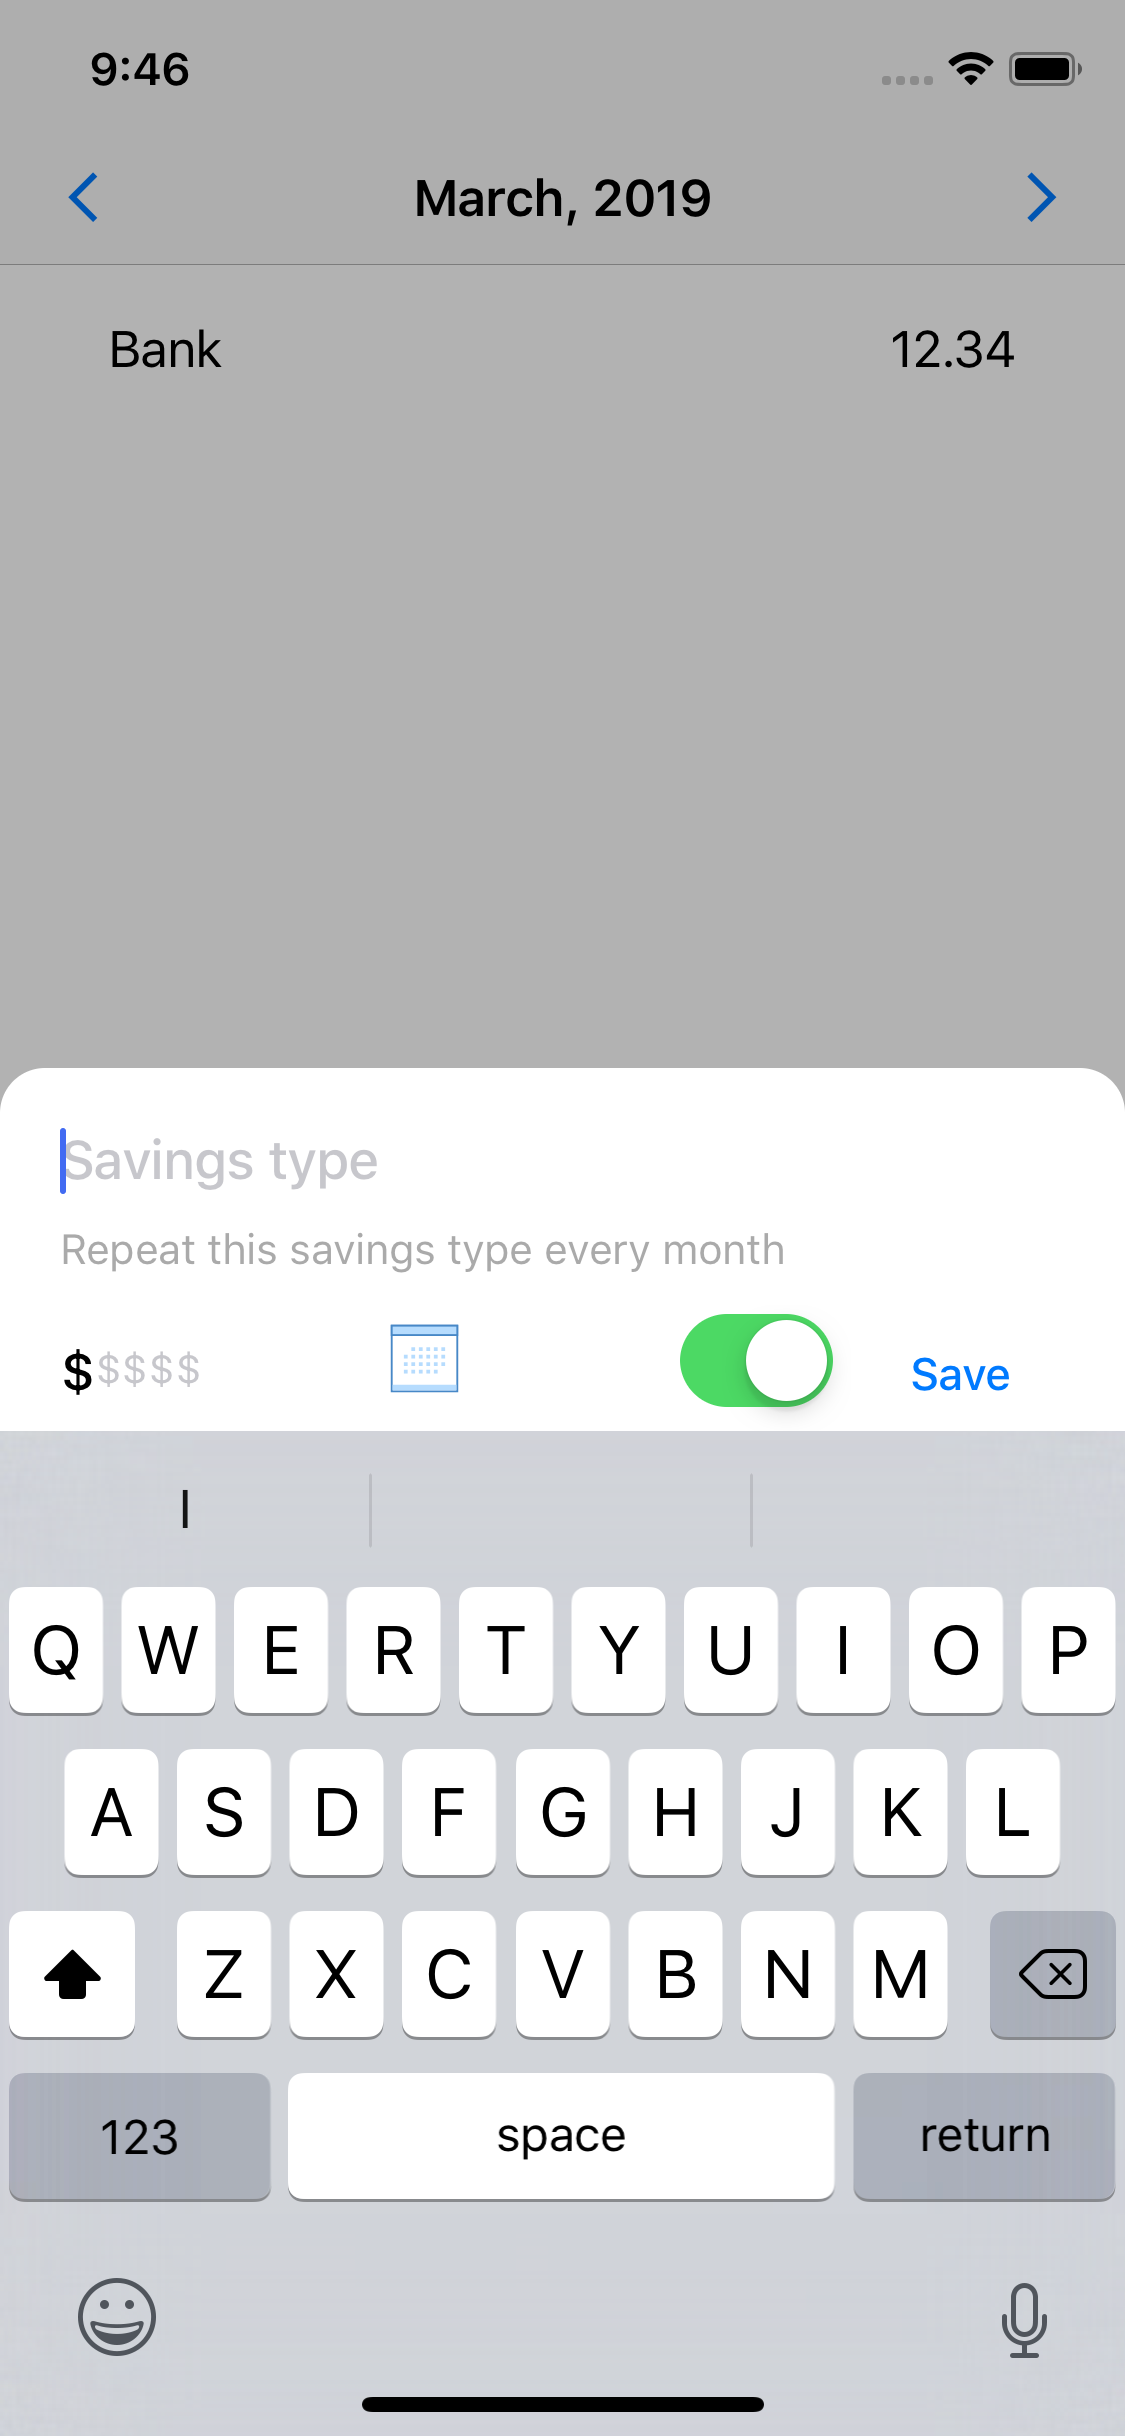 9:46
March, 2019
Bank 12.34
Savings type
Repeat this savings type every month
$$$$$
Save
I
Q W E R T Y U I O P
A S D F G H J K L
Z X C V B N M
123 space return